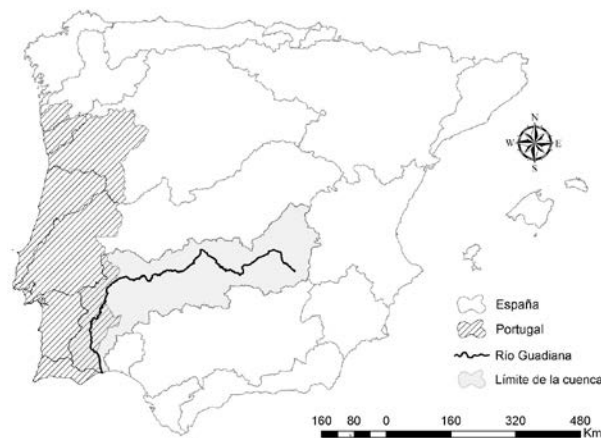 N
W E
S
España
Portugal
Río Guadiana
Límite de la cuenca
160 80 0 160 320 480
Km